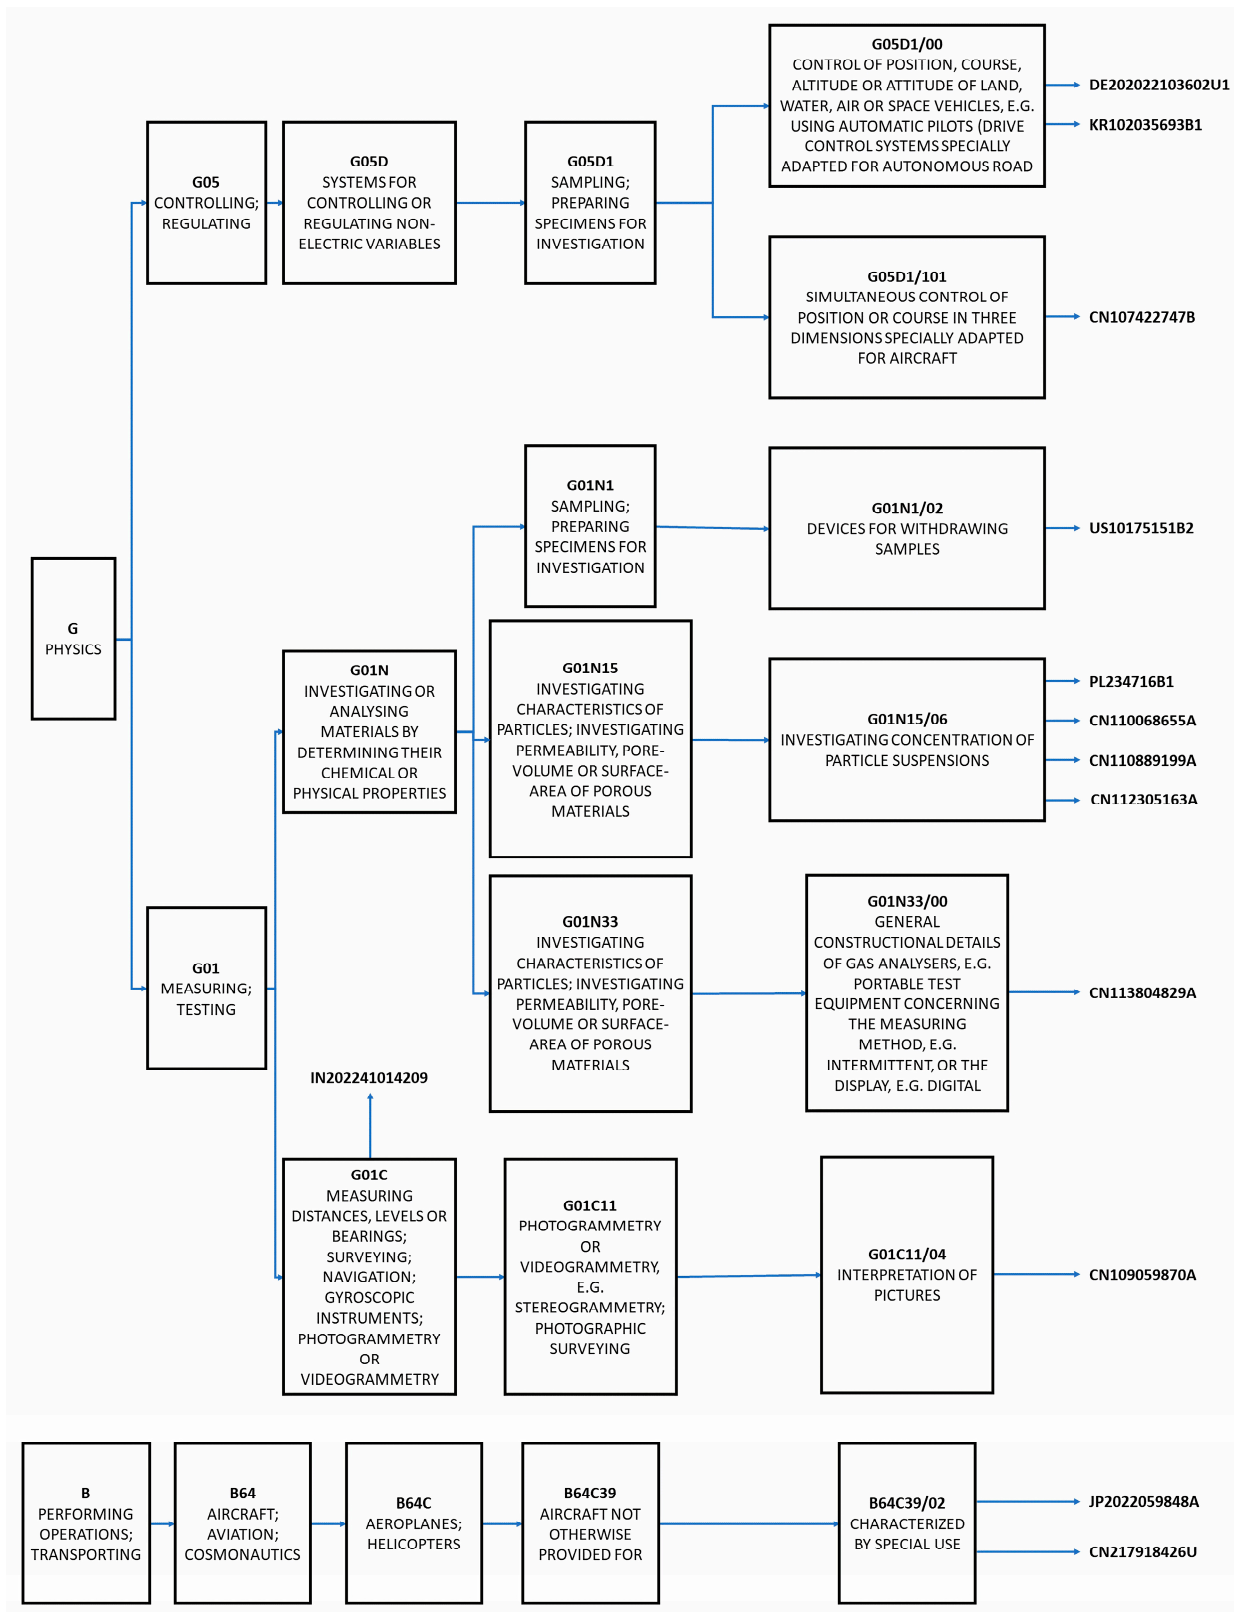 G05D1/00
CONTROL OF POSITION, COURSE,
ALTITUDE OR ATTITUDE OF LAND,
WATER, AIR OR SPACE VEHICLES, E.G.
USING AUTOMATIC PILOTS (DRIVE
CONTROL SYSTEMS SPECIALLY
ADAPTED FOR AUTONOMOUS ROAD
DE202022103602U1
KR102035693B1
G05
CONTROLLING;
REGULATING
G05D
SYSTEMS FOR
CONTROLLING OR
REGULATING NON-
ELECTRIC VARIABLES
G05D1
SAMPLING;
PREPARING
SPECIMENS FOR
INVESTIGATION
G05D1/101
SIMULTANEOUS CONTROL OF
POSITION OR COURSE IN THREE
DIMENSIONS SPECIALLY ADAPTED
FOR AIRCRAFT
CN107422747B
G01N1
SAMPLING;
PREPARING
SPECIMENS FOR
INVESTIGATION
G01N1/02
DEVICES FOR WITHDRAWING
SAMPLES
US10175151B2
G
PHYSICS
G01N
INVESTIGATING OR
ANALYSING
MATERIALS BY
DETERMINING THEIR
CHEMICAL OR
PHYSICAL PROPERTIES
G01N15
INVESTIGATING
CHARACTERISTICS OF
PARTICLES; INVESTIGATING
PERMEABILITY, PORE-
VOLUME OR SURFACE-
AREA OF POROUS
MATERIALS
G01N15/06
INVESTIGATING CONCENTRATION OF
PARTICLE SUSPENSIONS
PL234716B1
CN110068655A
CN110889199A
CN112305163A
G01
MEASURING;
TESTING
G01N33
INVESTIGATING
CHARACTERISTICS OF
PARTICLES; INVESTIGATING
PERMEABILITY, PORE-
VOLUME OR SURFACE-
AREA OF POROUS
MATERIALS
G01N33/00
GENERAL
CONSTRUCTIONAL DETAILS
OF GAS ANALYSERS, E.G.
PORTABLE TEST
EQUIPMENT CONCERNING
THE MEASURING
METHOD, E.G.
INTERMITTENT, OR THE
DISPLAY, E.G. DIGITAL
CN113804829A
IN202241014209
G01C
MEASURING
DISTANCES, LEVELS OR
BEARINGS;
SURVEYING;
NAVIGATION;
GYROSCOPIC
INSTRUMENTS;
PHOTOGRAMMETRY
OR
VIDEOGRAMMETRY
G01C11
PHOTOGRAMMETRY
OR
VIDEOGRAMMETRY,
E.G.
STEREOGRAMMETRY;
PHOTOGRAPHIC
SURVEYING
G01C11/04
INTERPRETATION OF
PICTURES
CN109059870A
B
PERFORMING
OPERATIONS;
TRANSPORTING
B64
AIRCRAFT;
AVIATION;
COSMONAUTICS
B64C
AEROPLANES;
HELICOPTERS
B64C39
AIRCRAFT NOT
OTHERWISE
PROVIDED FOR
B64C39/02
CHARACTERIZED
BY SPECIAL USE
JP2022059848A
CN217918426U